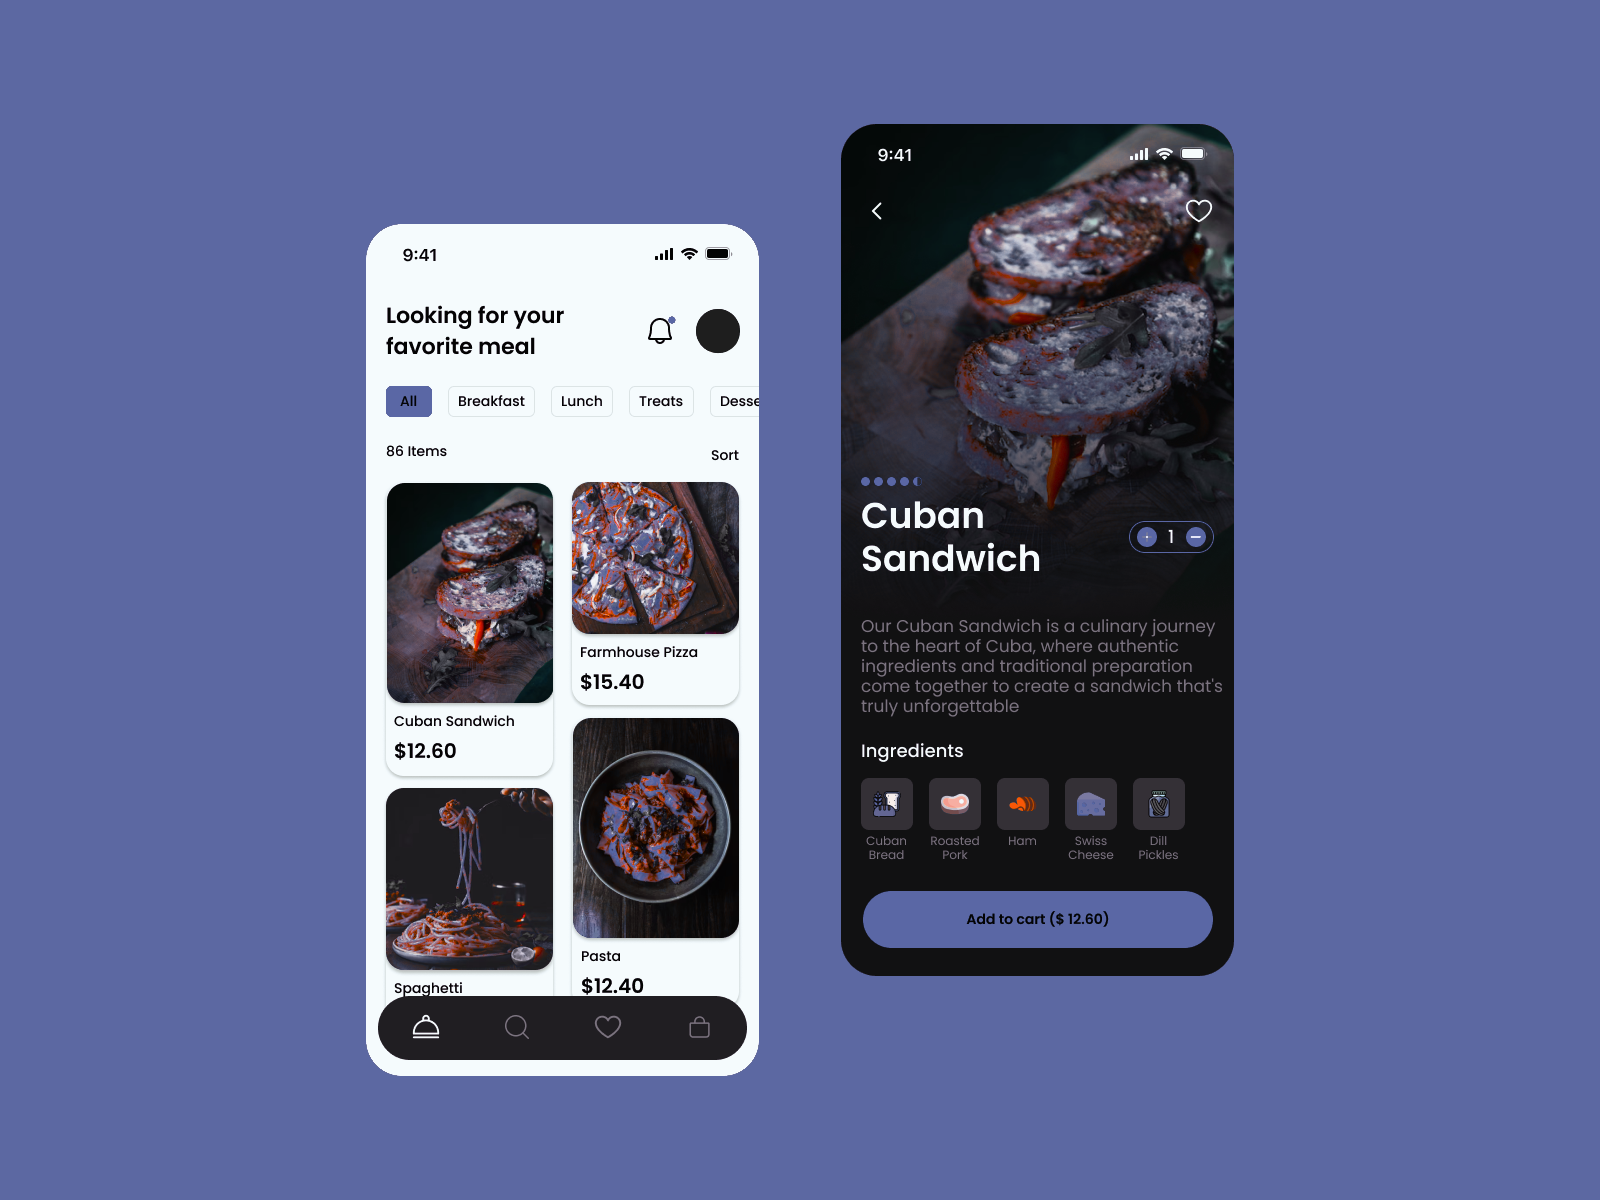 9:41
Looking for your
favorite meal
All
Breakfast
Lunch
Treats
Desse
86 Items
Sort
Cuban Sandwich
$12.60
Farmhouse Pizza
$15.40
Spaghetti
Pasta
$12.40
9:41
Cuban
Sandwich
1
Our Cuban Sandwich is a culinary journey
to the heart of Cuba, where authentic
ingredients and traditional preparation
come together to create a sandwich that's
truly unforgettable
Ingredients
Cuban
Bread
Roasted
Pork
Ham
Swiss
Cheese
Dill
Pickles
Add to cart ($ 12.60)